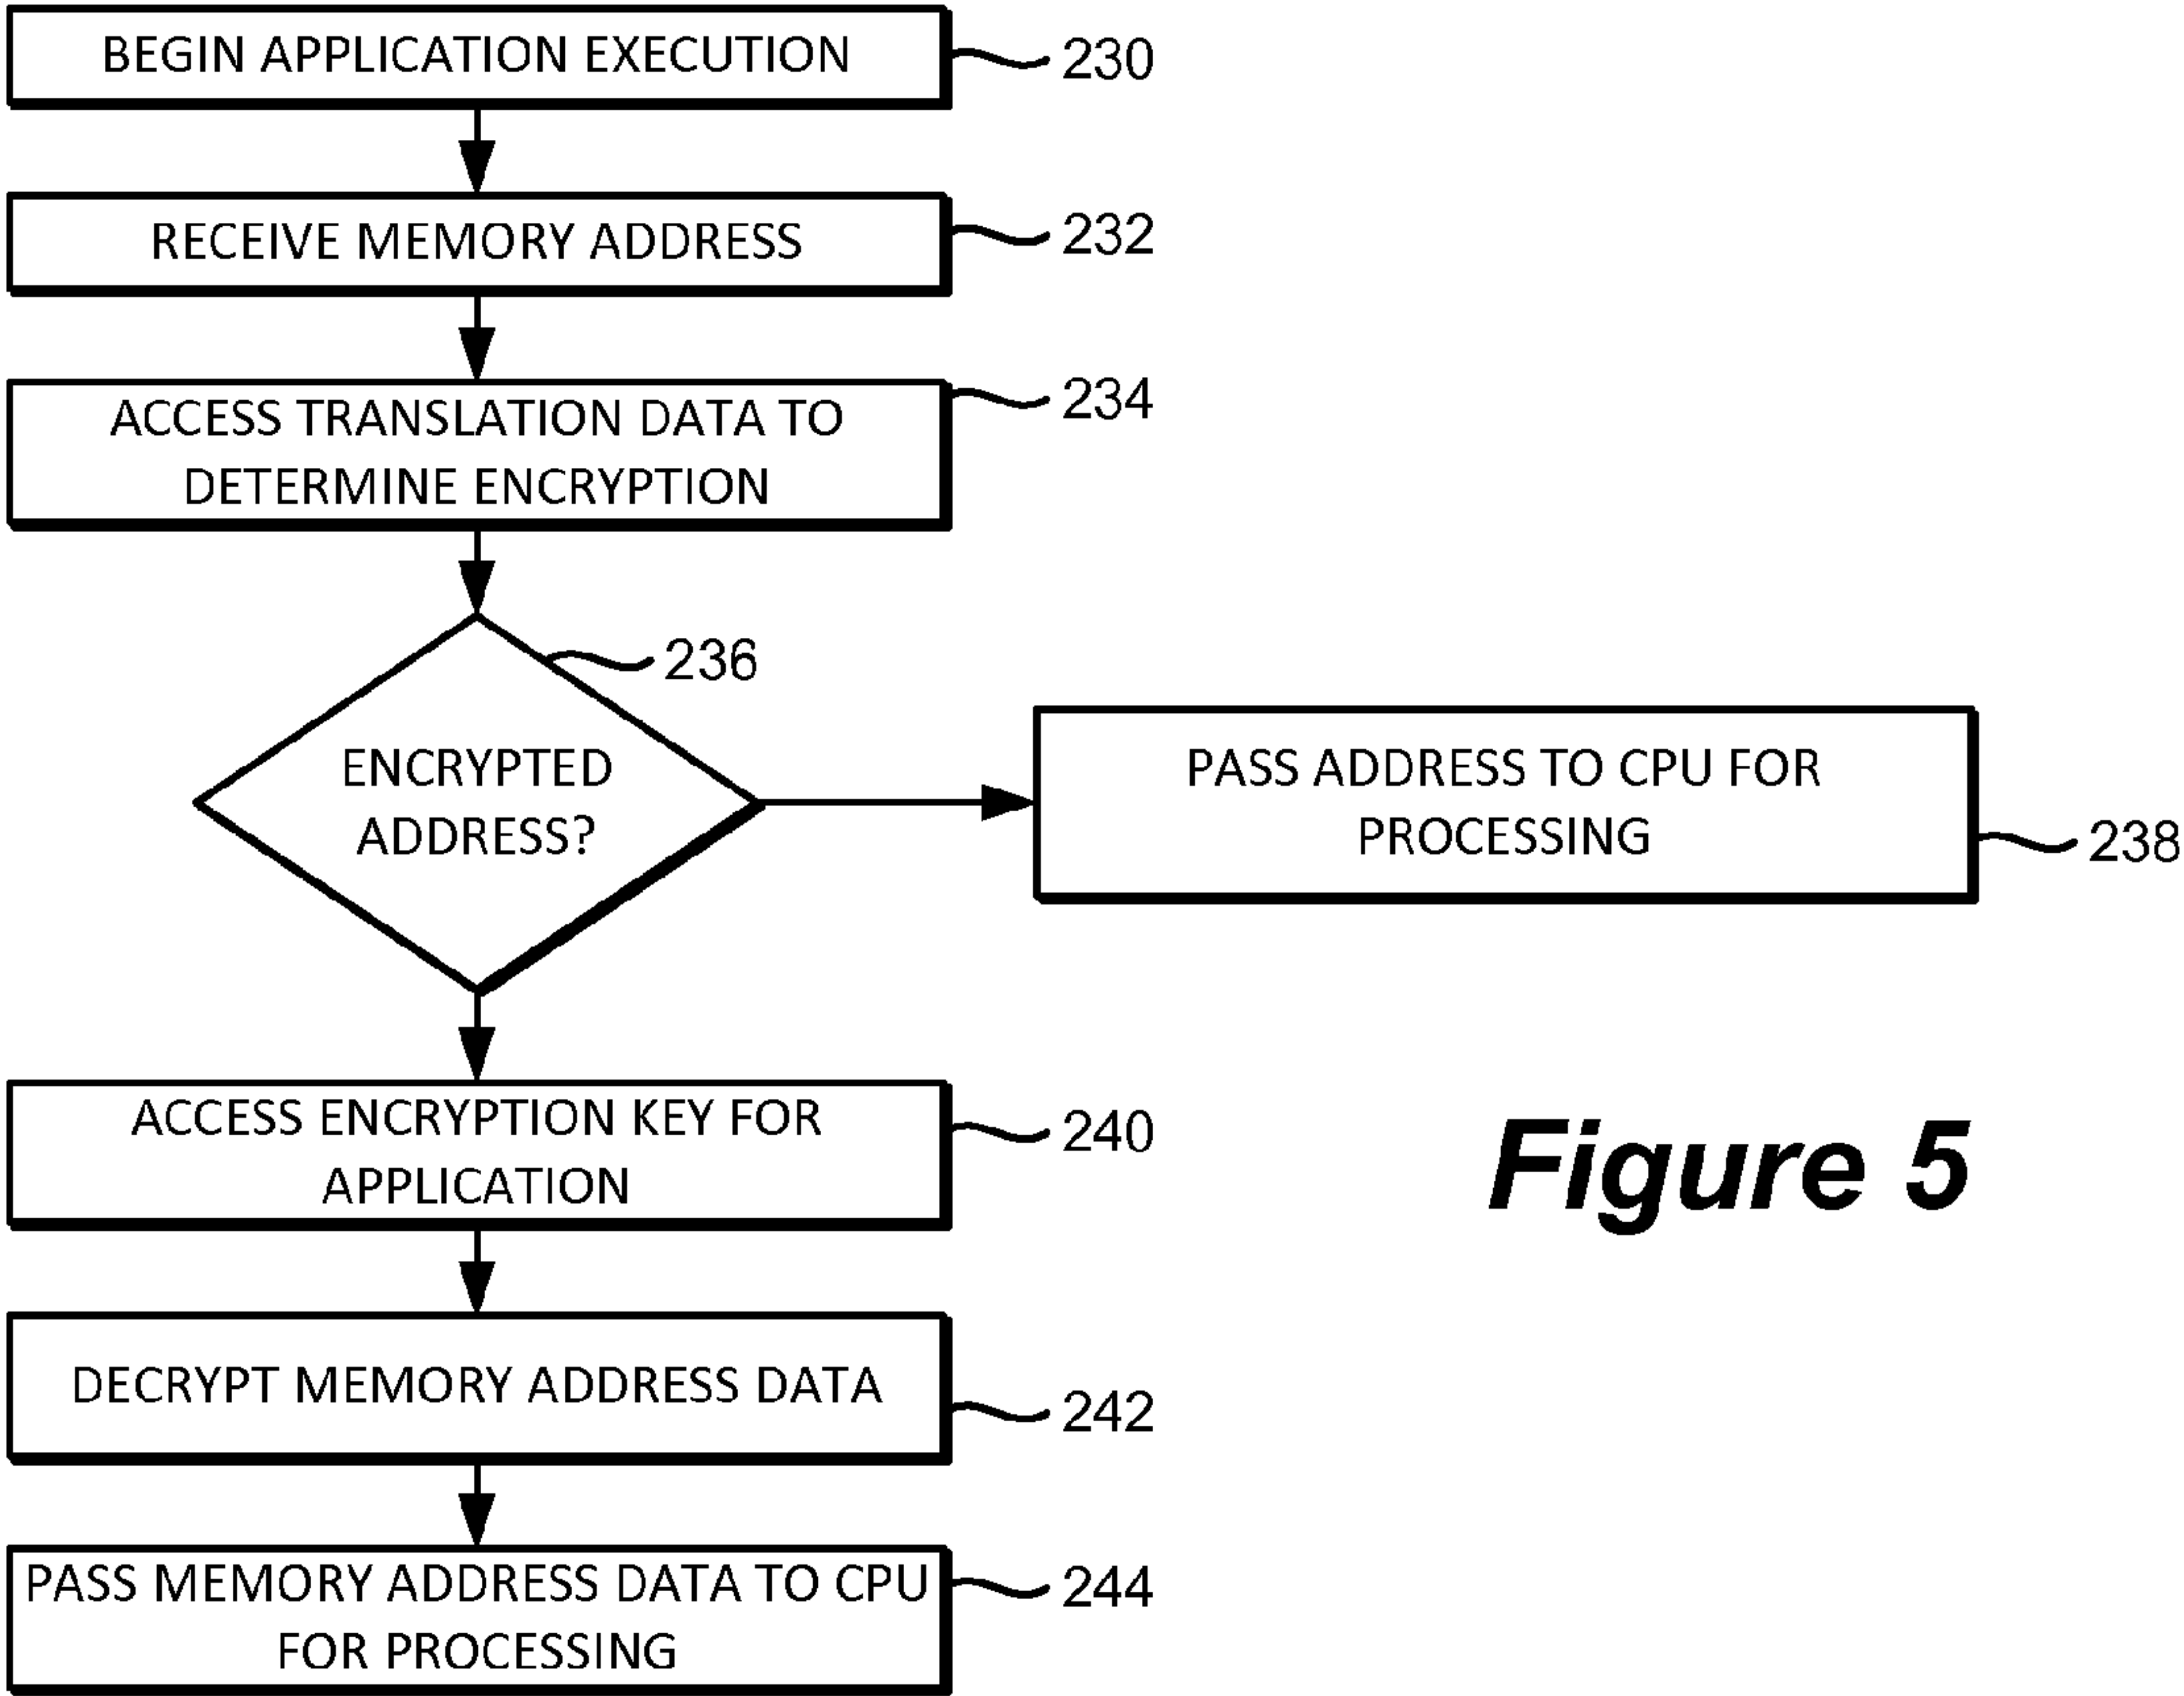 BEGIN APPLICATION EXECUTION
230
RECEIVE MEMORY ADDRESS
232
ACCESS TRANSLATION DATA TO
DETERMINE ENCRYPTION
234
236
ENCRYPTED
ADDRESS?
PASS ADDRESS TO CPU FOR
PROCESSING
238
ACCESS ENCRYPTION KEY FOR
APPLICATION
240
Figure 5
DECRYPT MEMORY ADDRESS DATA
242
PASS MEMORY ADDRESS DATA TO CPU
FOR PROCESSING
244